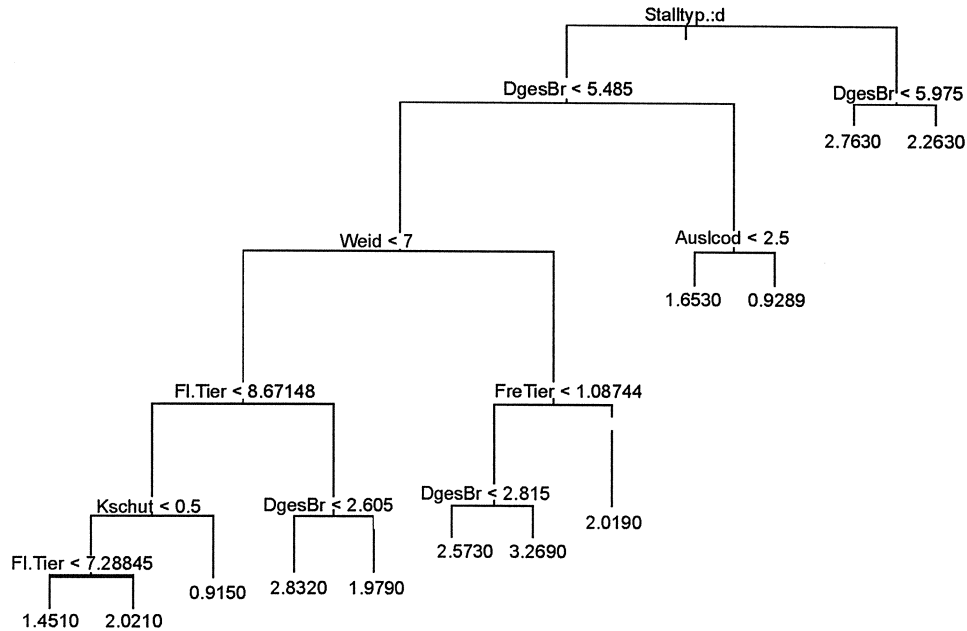 Stalltyp.:d
DgesBr < 5.485
DgesBr < 5.975
2.7630 2.2630
Weid < 7
Auslcod < 2.5
1.6530 0.9289
Fl.Tier < 8.67148
FreTier < 1.08744
Kschut < 0.5
DgesBr < 2.605
DgesBr < 2.815
2.0190
2.5730 3.2690
Fl.Tier < 7.28845
0.9150
2.8320 1.9790
1.4510 2.0210